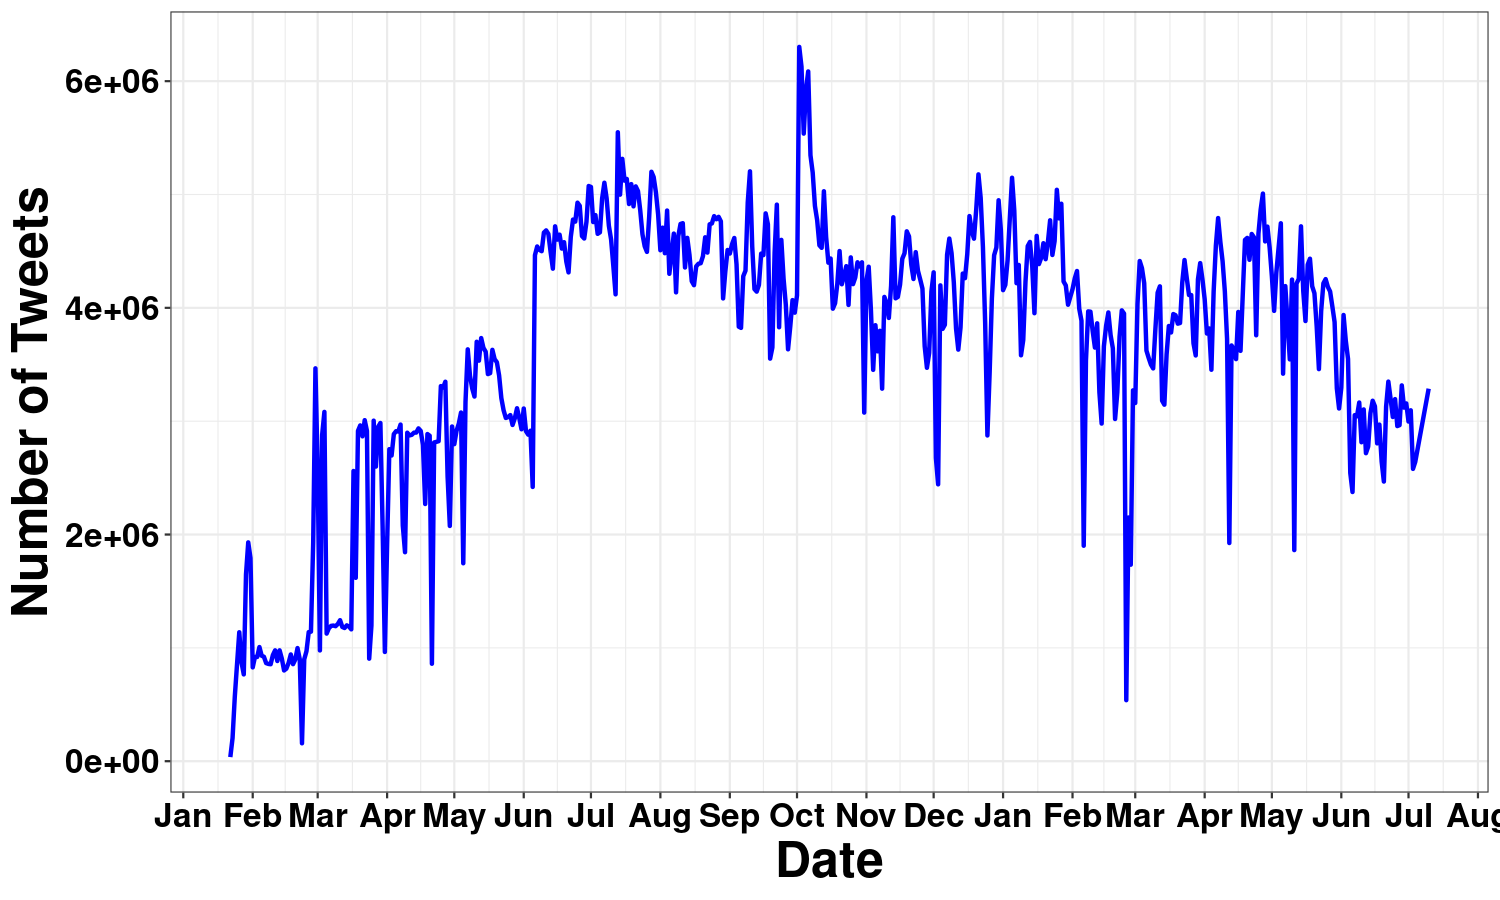 Number of Tweets
6e+06
4e+06
2e+06
0e+00
Jan Feb Mar Apr May Jun Jul Aug Sep Oct Nov Dec Jan Feb Mar Apr May Jun Jul Aug
Date